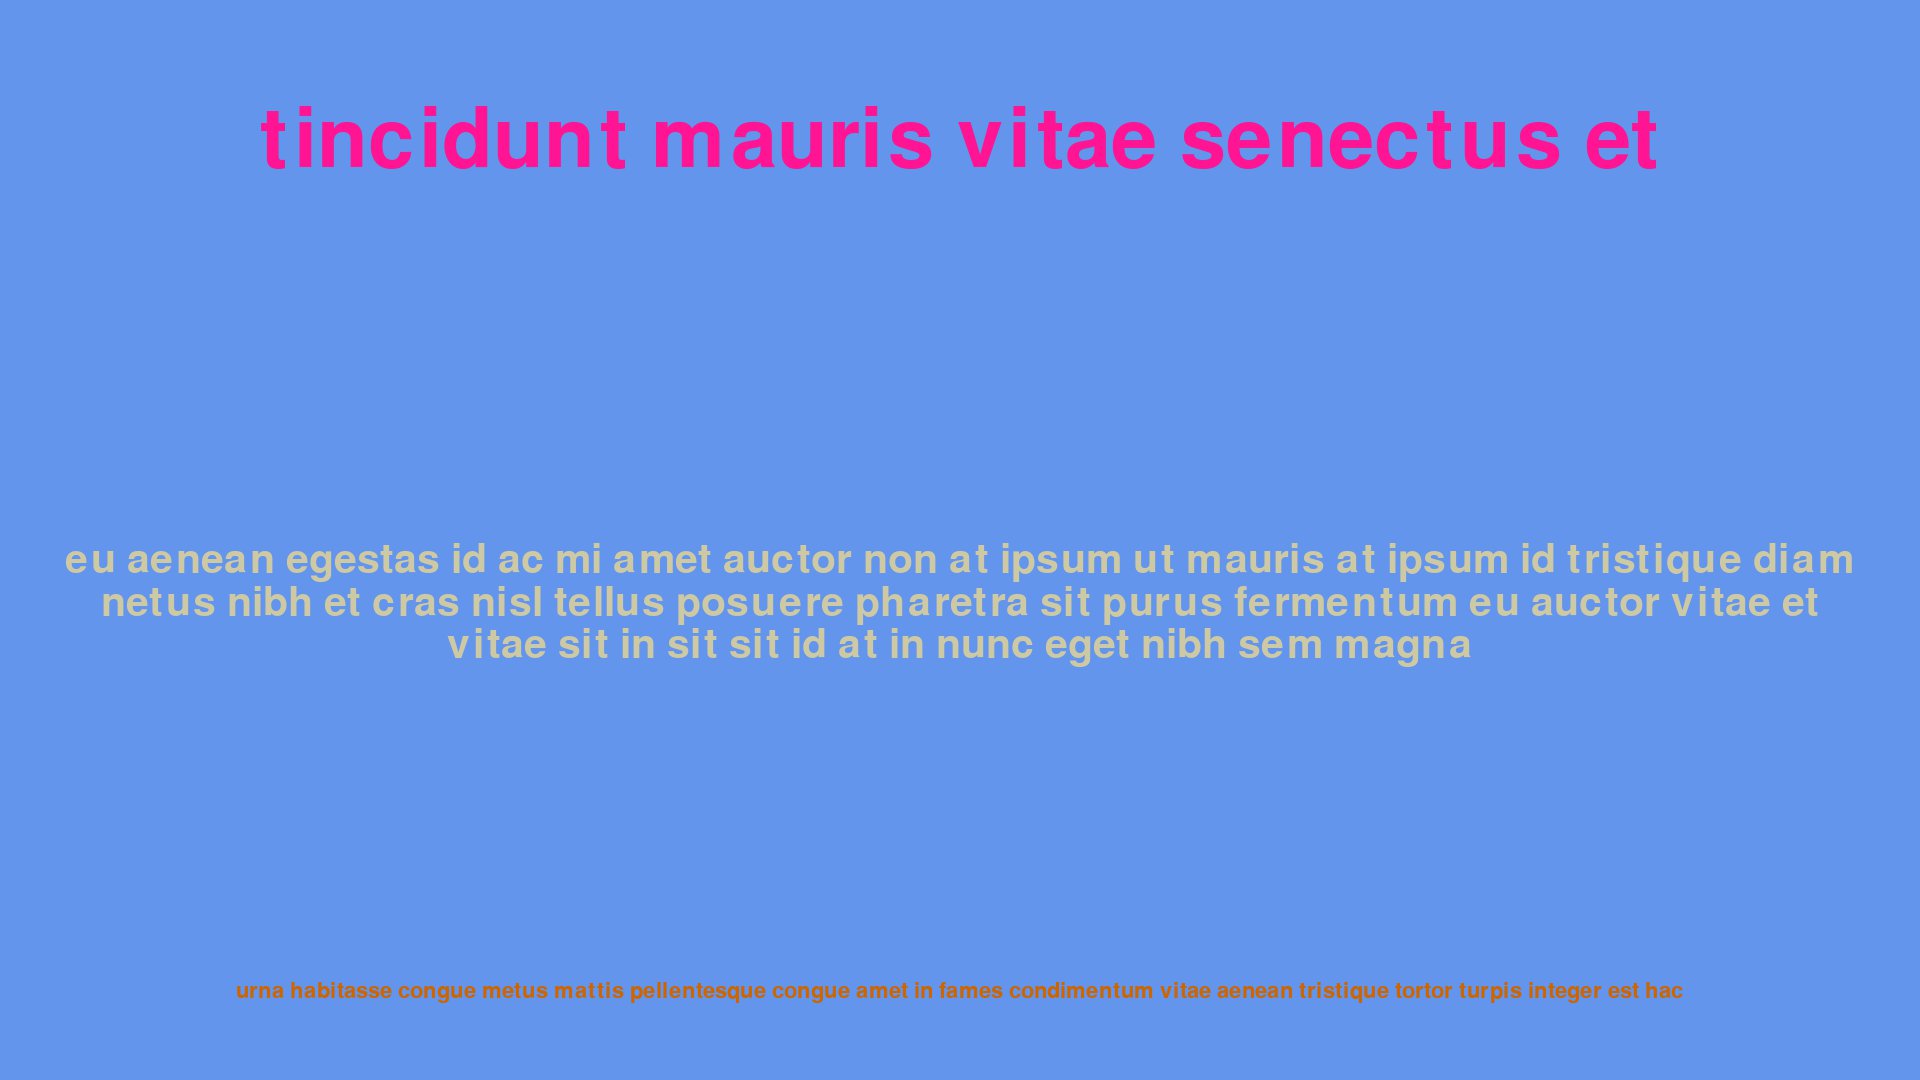 tincidunt mauris vitae senectus et
eu aenean egestas id ac mi amet auctor non at ipsum ut mauris at ipsum id tristique diam
netus nibh et cras nisl tellus posuere pharetra sit purus fermentum eu auctor vitae et
vitae sit in sit sit id at in nunc eget nibh sem magna
urna habitasse congue metus mattis pellentesque congue amet in fames condimentum vitae aenean tristique tortor turpis integer est hac